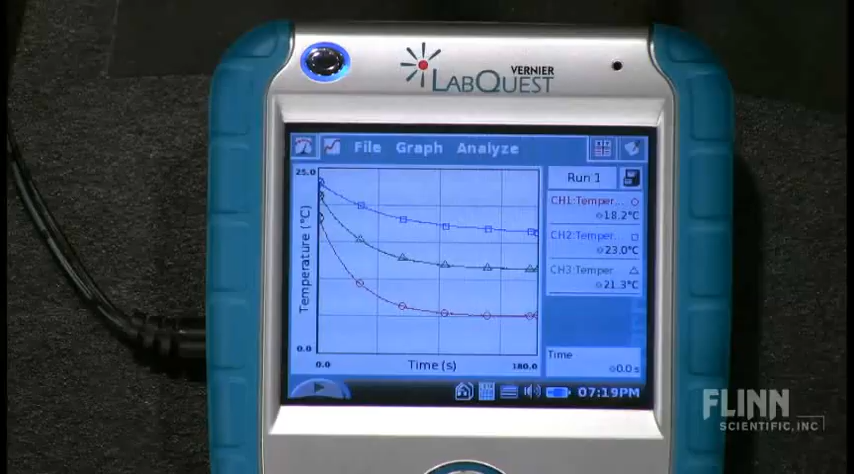 VERNIER
LABQUEST
File Graph Analyze
25.0
Run 1
CH1:Temper...
18.2°C
CH2:Temper...
23.0°C
CH3:Temper
21.3°C
Temperature (°C)
0.0
0.0
Time (s)
180.0
Time
0.0 s
07:19PM
FLINN
SCIENTIFIC, INC